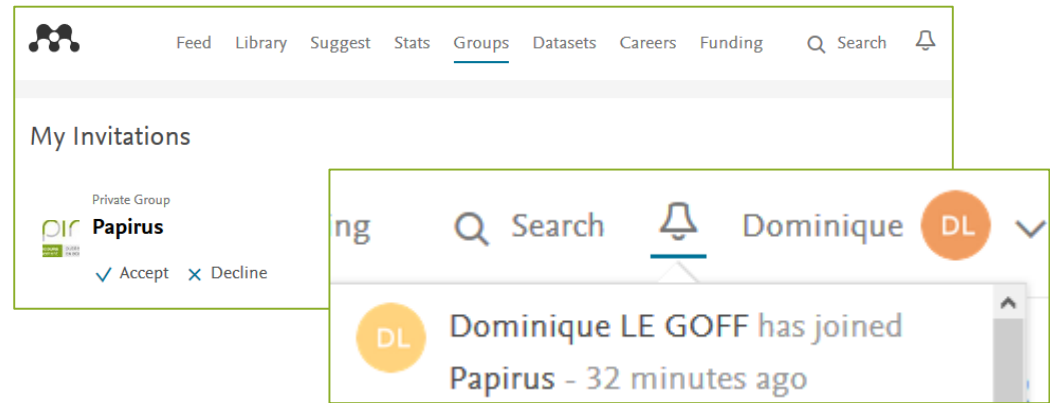 Feed Library Suggest Stats Groups Datasets Careers Funding Search
My Invitations
Private Group
Papirus
Accept Decline
ng Search Dominique DL
DL
Dominique LE GOFF has joined
Papirus - 32 minutes ago